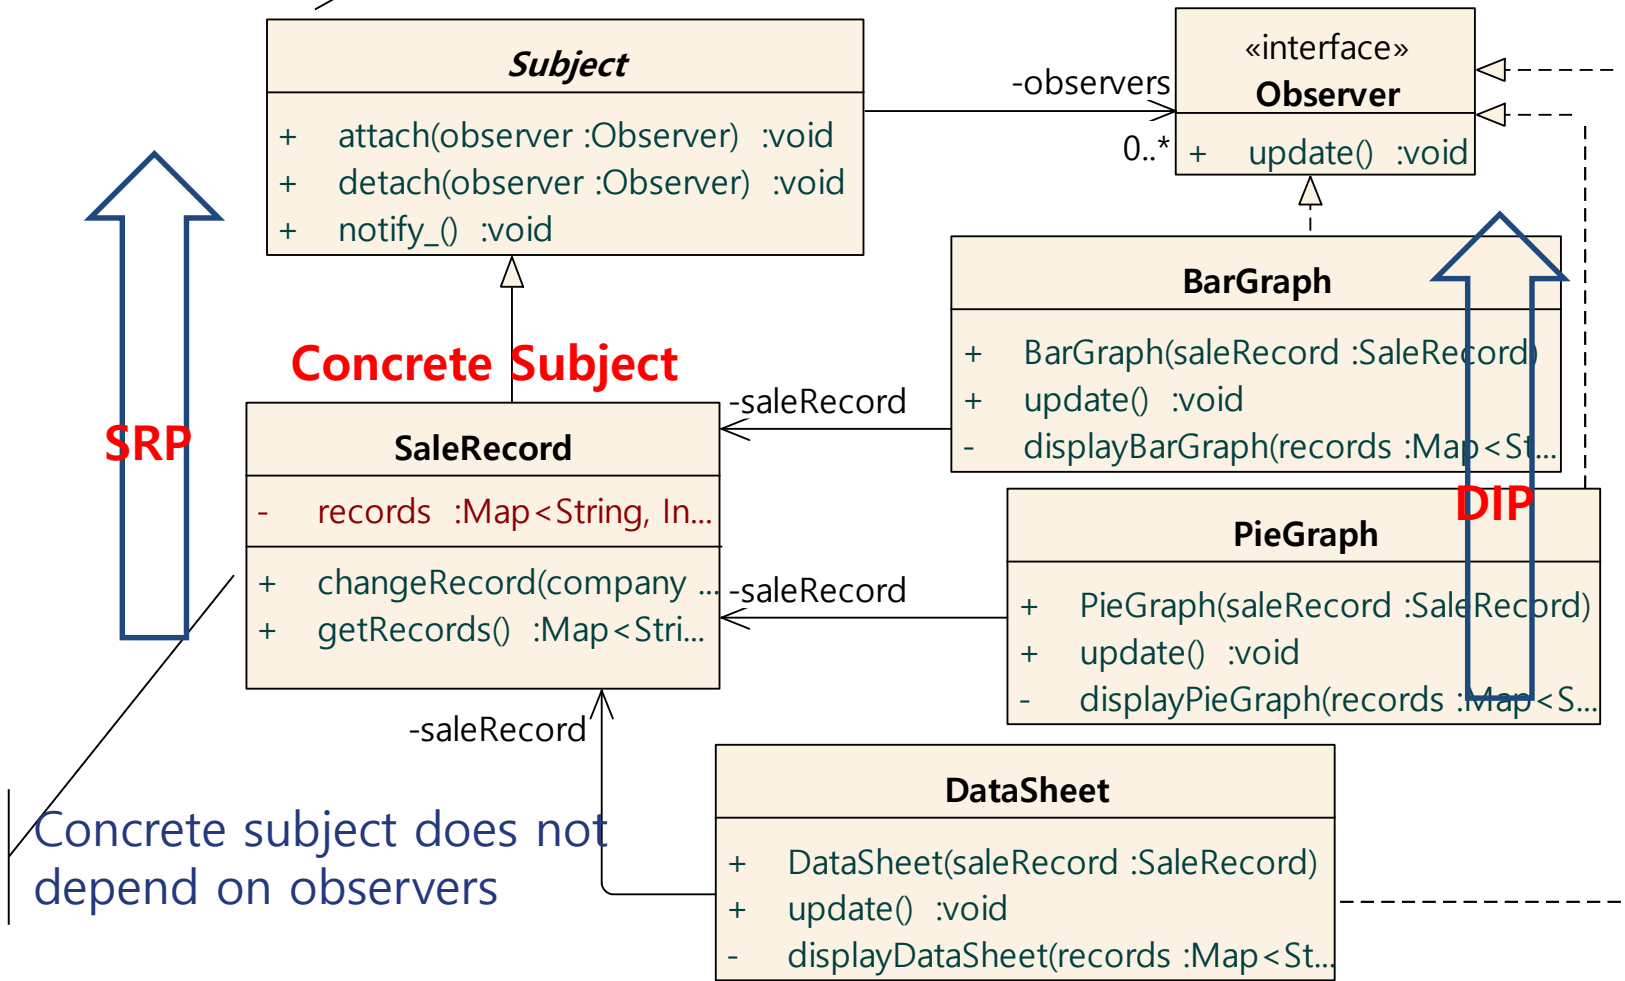 Subject
+ attach(observer :Observer) :void
+ detach(observer :Observer) :void
+ notify_() :void
-observers
0..*
«interface»
Observer
+ update() :void
BarGraph
+ BarGraph(saleRecord :SaleRecord)
+ update() :void
- displayBarGraph(records :Map<St...
Concrete Subject
SRP
SaleRecord
- records :Map<String, In...
+ changeRecord(company ...
+ getRecords() :Map<Stri...
-saleRecord
-saleRecord
-saleRecord
DIP
PieGraph
+ PieGraph(saleRecord :SaleRecord)
+ update() :void
- displayPieGraph(records :Map<S...
DataSheet
+ DataSheet(saleRecord :SaleRecord)
+ update() :void
- displayDataSheet(records :Map<St...
Concrete subject does not
depend on observers